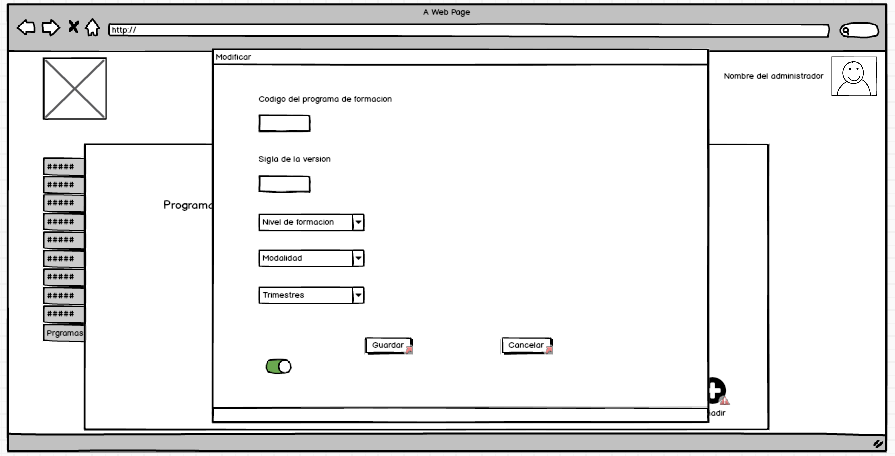 A Web Page
http://
Modificar
Nombre del administrador
Codigo del programa de formacion
Sigla de la version
#####
#####
#####
#####
#####
#####
#####
#####
#####
Prgramas
Programa
Nivel de formacion
Modalidad
Trimestres
Guardar
Cancelar
adir